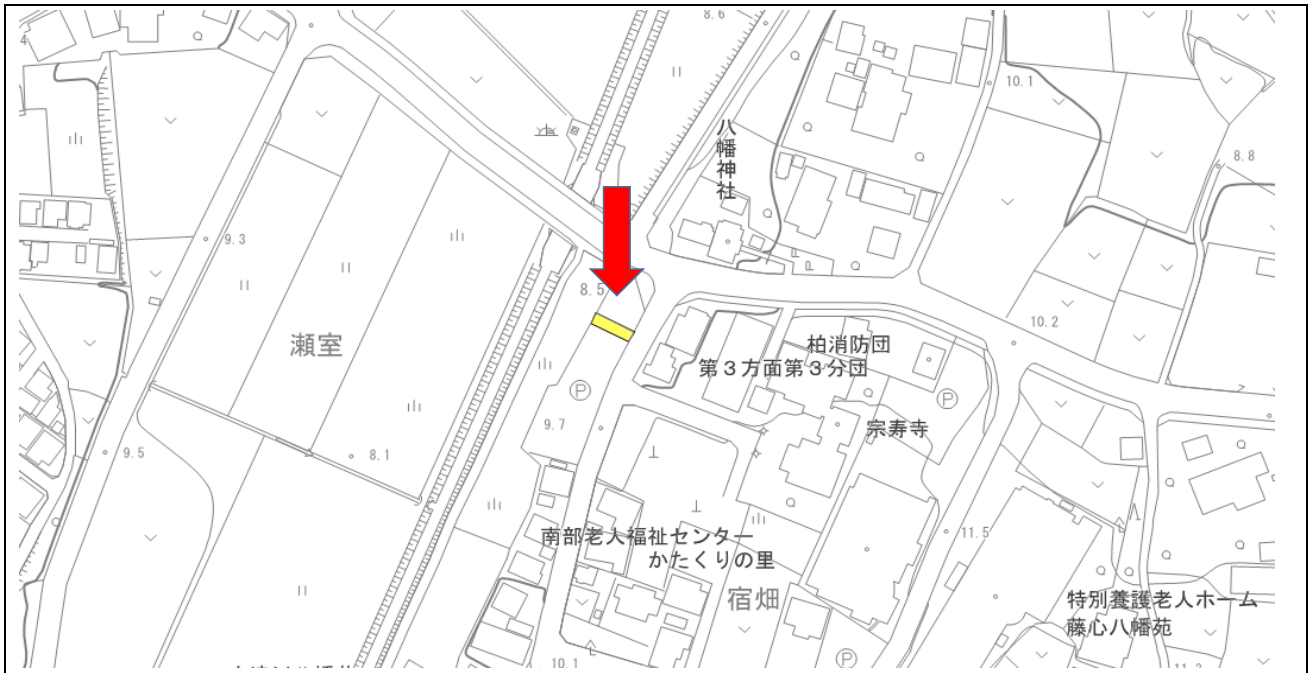 8.6
10.1
八幡神社
8.8
9.3
8.5
10.2
瀬室
柏消防団
第3方面第3分団
P
P
9.7
宗寿寺
9.5
8.1
11.5
南部老人福祉センター
かたくりの里
宿畑
特別養護老人ホーム
藤心八幡苑
P
10.1